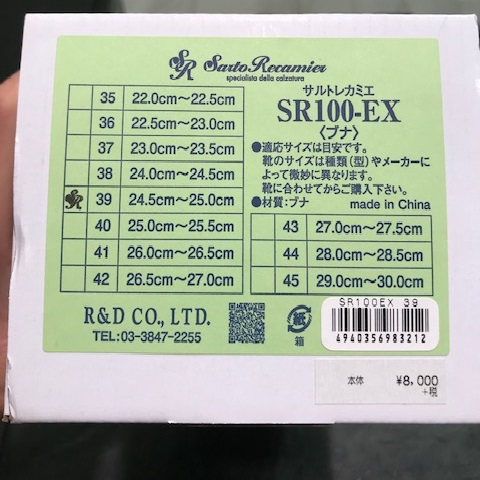 SR Sarto Recamier
specialista della calzatura
サルトレカミエ
SR100-EX
〈ブナ〉
●適応サイズは目安です。
靴のサイズは種類(型)やメーカーに
よって微妙に異なります。
靴に合わせてからご購入下さい。
●材質:ブナ made in China
35 22.0cm〜22.5cm
36 22.5cm〜23.0cm
37 23.0cm〜23.5cm
38 24.0cm〜24.5cm
39 24.5cm〜25.0cm
40 25.0cm〜25.5cm
41 26.0cm〜26.5cm
42 26.5cm〜27.0cm
43 27.0cm〜27.5cm
44 28.0cm〜28.5cm
45 29.0cm〜30.0cm
R&D CO., LTD.
TEL:03-3847-2255
紙
箱
SR100EX 39
4940356983212
本体 ¥8,000
+税